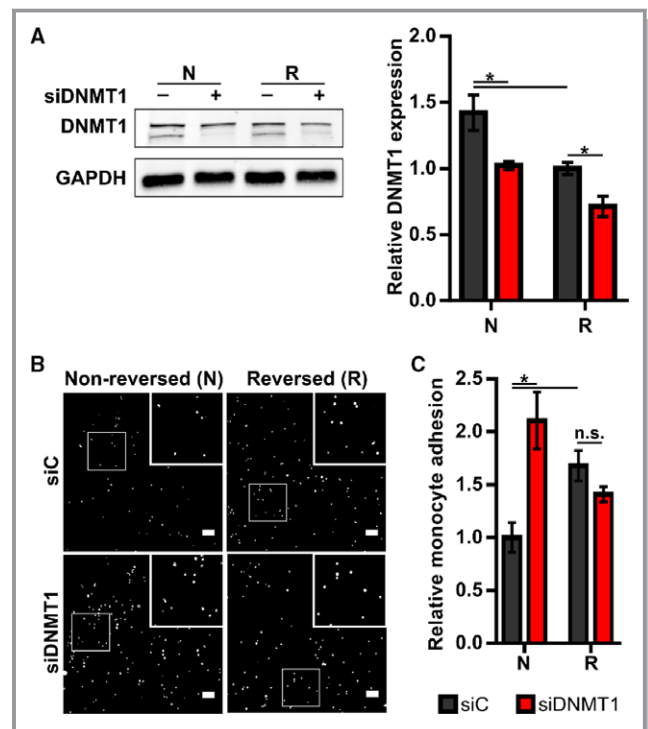 A
N R
siDNMT1 – + – +
DNMT1
GAPDH
Relative DNMT1 expression
2.0
1.5
1.0
0.5
0.0
*
*
N R
B
Non-reversed (N) Reversed (R)
siC
siDNMT1
C
Relative monocyte adhesion
2.5
2.0
1.5
1.0
0.5
0.0
*
n.s.
N R
siC siDNMT1